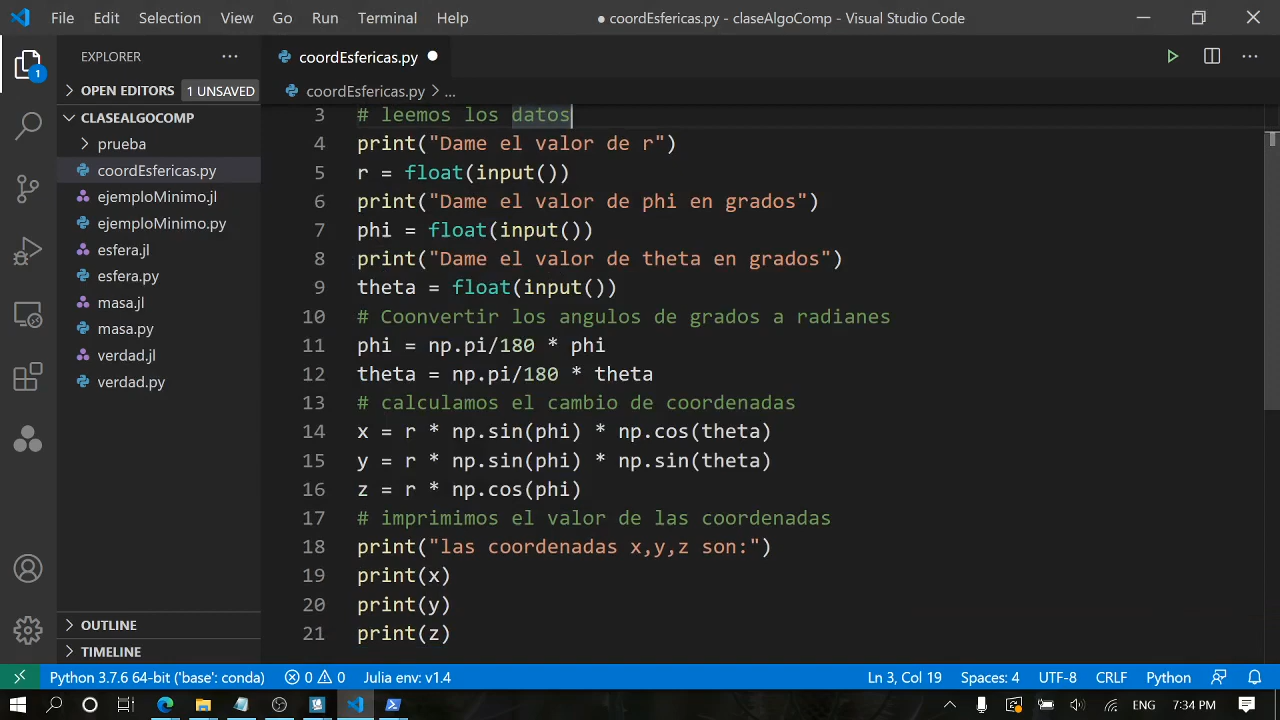 File Edit Selection View Go Run Terminal Help ● coordEsfericas.py - claseAlgoComp - Visual Studio Code
EXPLORER ···
coordEsfericas.py ●
1
OPEN EDITORS 1 UNSAVED
coordEsfericas.py > ...
CLASEALGOCOMP
prueba
coordEsfericas.py
ejemploMinimo.jl
ejemploMinimo.py
esfera.jl
esfera.py
masa.jl
masa.py
verdad.jl
verdad.py
OUTLINE
TIMELINE
3 # leemos los datos
4 print("Dame el valor de r")
5 r = float(input())
6 print("Dame el valor de phi en grados")
7 phi = float(input())
8 print("Dame el valor de theta en grados")
9 theta = float(input())
10 # Coonvertir los angulos de grados a radianes
11 phi = np.pi/180 * phi
12 theta = np.pi/180 * theta
13 # calculamos el cambio de coordenadas
14 x = r * np.sin(phi) * np.cos(theta)
15 y = r * np.sin(phi) * np.sin(theta)
16 z = r * np.cos(phi)
17 # imprimimos el valor de las coordenadas
18 print("las coordenadas x,y,z son:")
19 print(x)
20 print(y)
21 print(z)
Python 3.7.6 64-bit ('base': conda) 0 0 Julia env: v1.4 Ln 3, Col 19 Spaces: 4 UTF-8 CRLF Python
ENG 7:34 PM